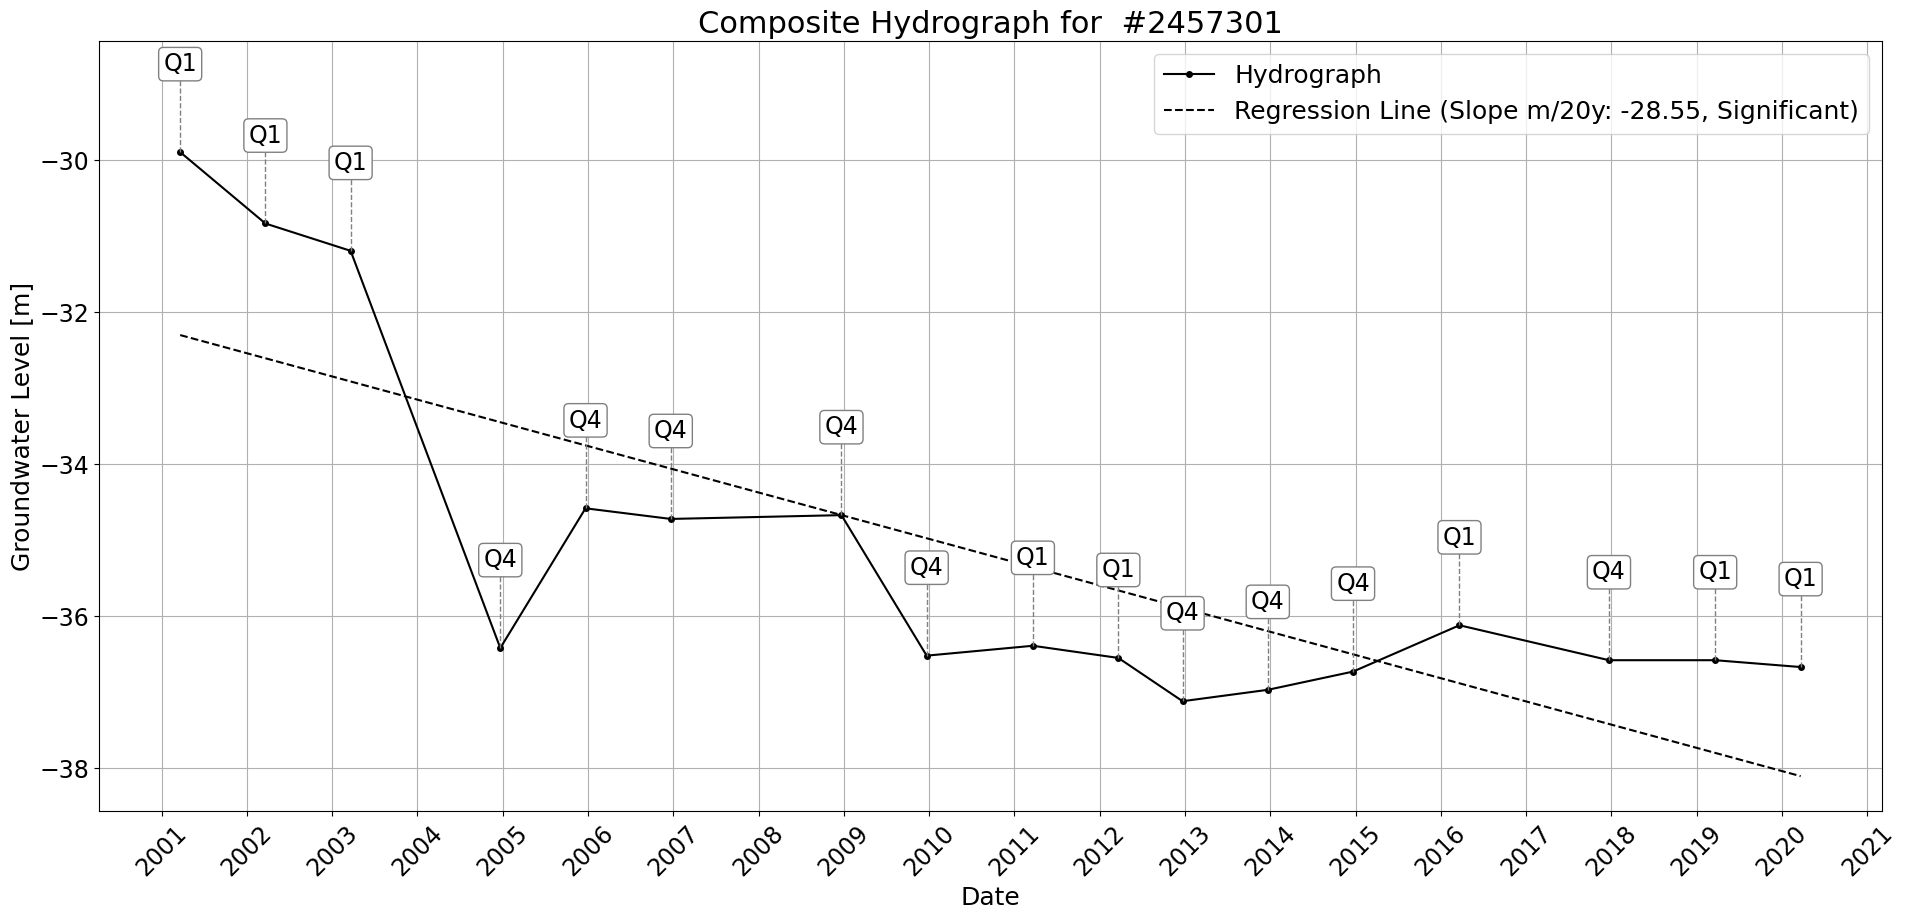 Composite Hydrograph for  #2457301
Hydrograph
Regression Line (Slope m/20y: -28.55, Significant)
Groundwater Level [m]
−30
−32
−34
−36
−38
Q1
Q1
Q1
Q4
Q4
Q4
Q4
Q4
Q1
Q1
Q4
Q4
Q4
Q1
Q4
Q1
Q1
2001
2002
2003
2004
2005
2006
2007
2008
2009
2010
2011
2012
2013
2014
2015
2016
2017
2018
2019
2020
2021
Date